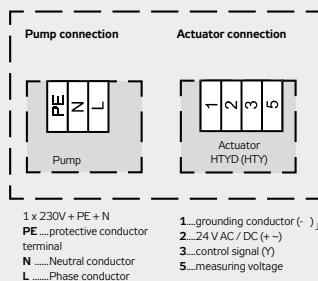 Pump connection
Actuator connection
PE N L
1 2 3 5
Pump
Actuator
HTYD (HTY)
1 x 230V + PE + N
PE ....protective conductor
terminal
N ......Neutral conductor
L .......Phase conductor
1....grounding conductor (- )
2....24 V AC / DC (+ ~)
3....control signal (Y)
5....measuring voltage